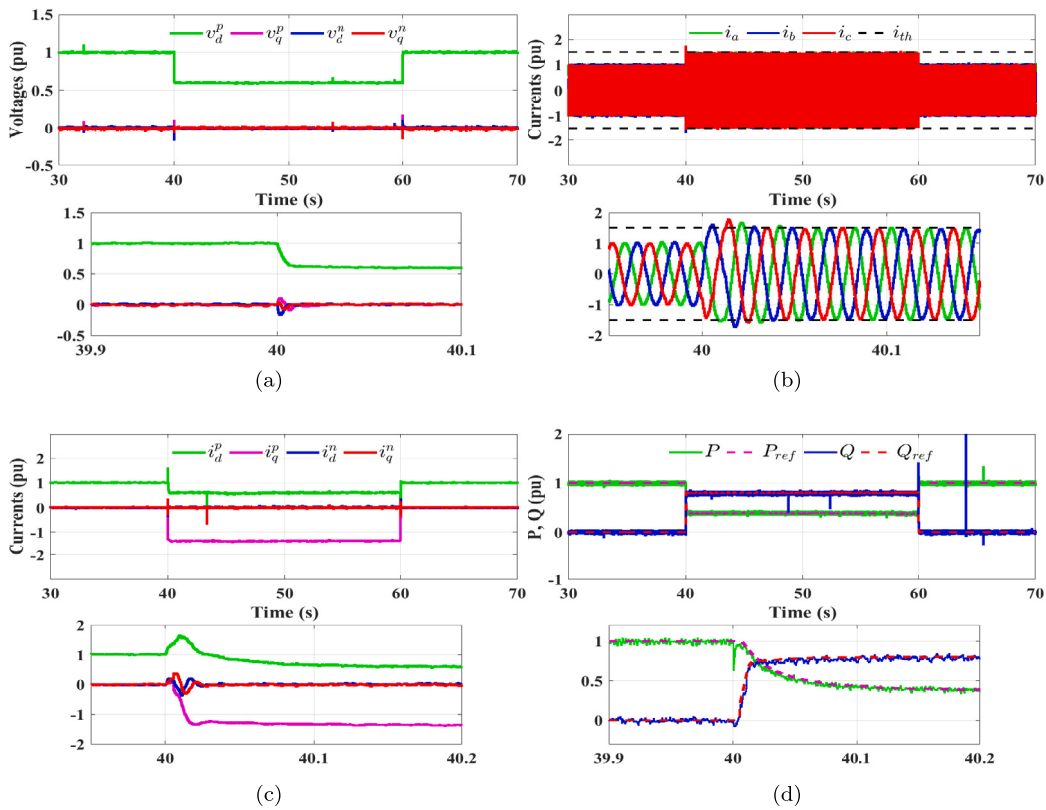 1.5
v_d^p v_q^p v_d^n v_q^n
1
0.5
0
-0.5
Voltages (pu)
30 40 50 60 70
Time (s)
1.5
1
0.5
0
-0.5
39.9 40 40.1
(a)
3
i_a i_b i_c i_th
2
1
0
-1
-2
Currents (pu)
30 40 50 60 70
Time (s)
2
1
0
-1
-2
40 40.1
(b)
i_d^p i_q^p i_d^n i_q^n
2
1
0
-1
-2
Currents (pu)
30 40 50 60 70
Time (s)
2
1
0
-1
-2
40 40.1 40.2
(c)
2
P P_ref Q Q_ref
1
0
-1
P, Q (pu)
30 40 50 60 70
Time (s)
1
0.5
0
39.9 40 40.1 40.2
(d)